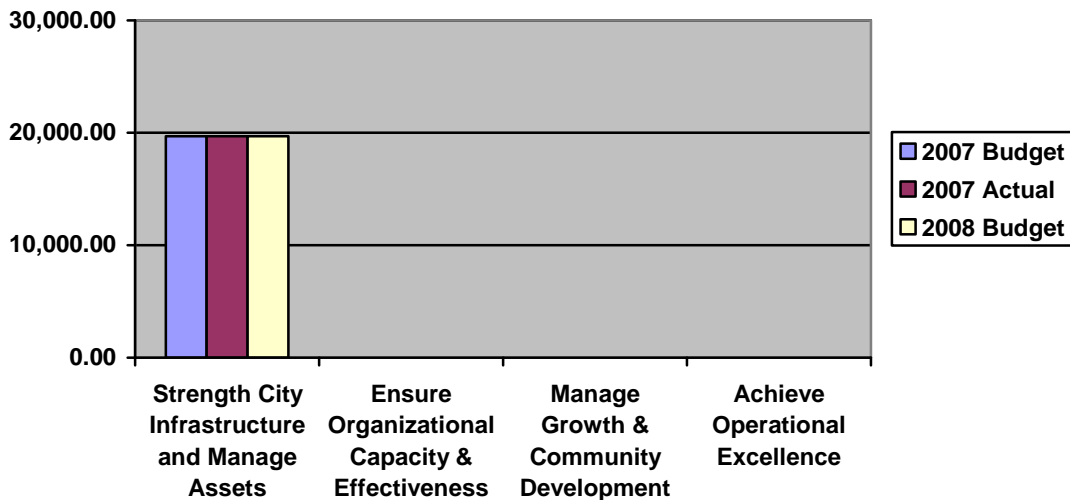 30,000.00
20,000.00
10,000.00
0.00
Strength City
Infrastructure
and Manage
Assets
Ensure
Organizational
Capacity &
Effectiveness
Manage
Growth &
Community
Development
Achieve
Operational
Excellence
2007 Budget
2007 Actual
2008 Budget